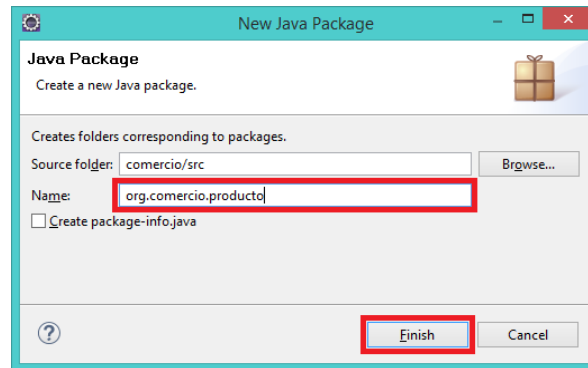 New Java Package
Java Package
Create a new Java package.
Creates folders corresponding to packages.
Source folder: comercio/src Browse...
Name: org.comercio.producto
Create package-info.java
? Finish Cancel